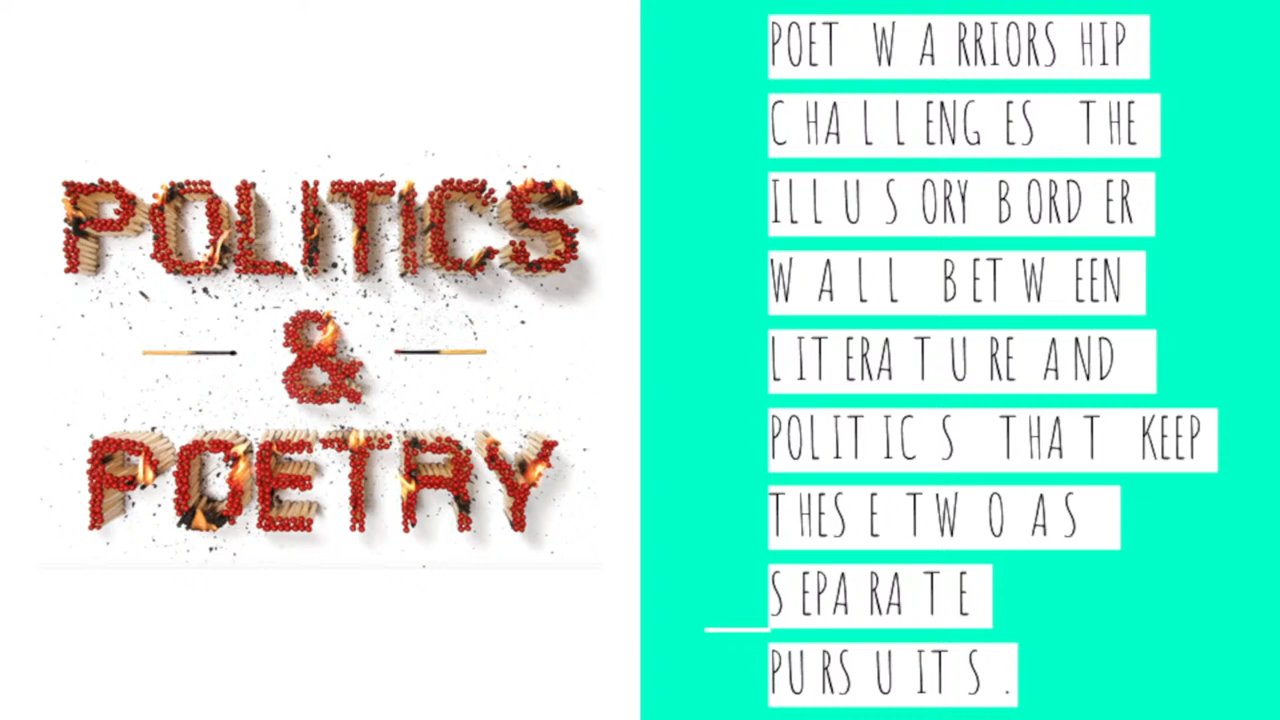 POLITICS
&
POETRY
POET WARRIORSHIP
CHALLENGES THE
ILLUSORY BORDER
WALL BETWEEN
LITERATURE AND
POLITICS THAT KEEP
THESE TWO AS
SEPARATE
PURSUITS.